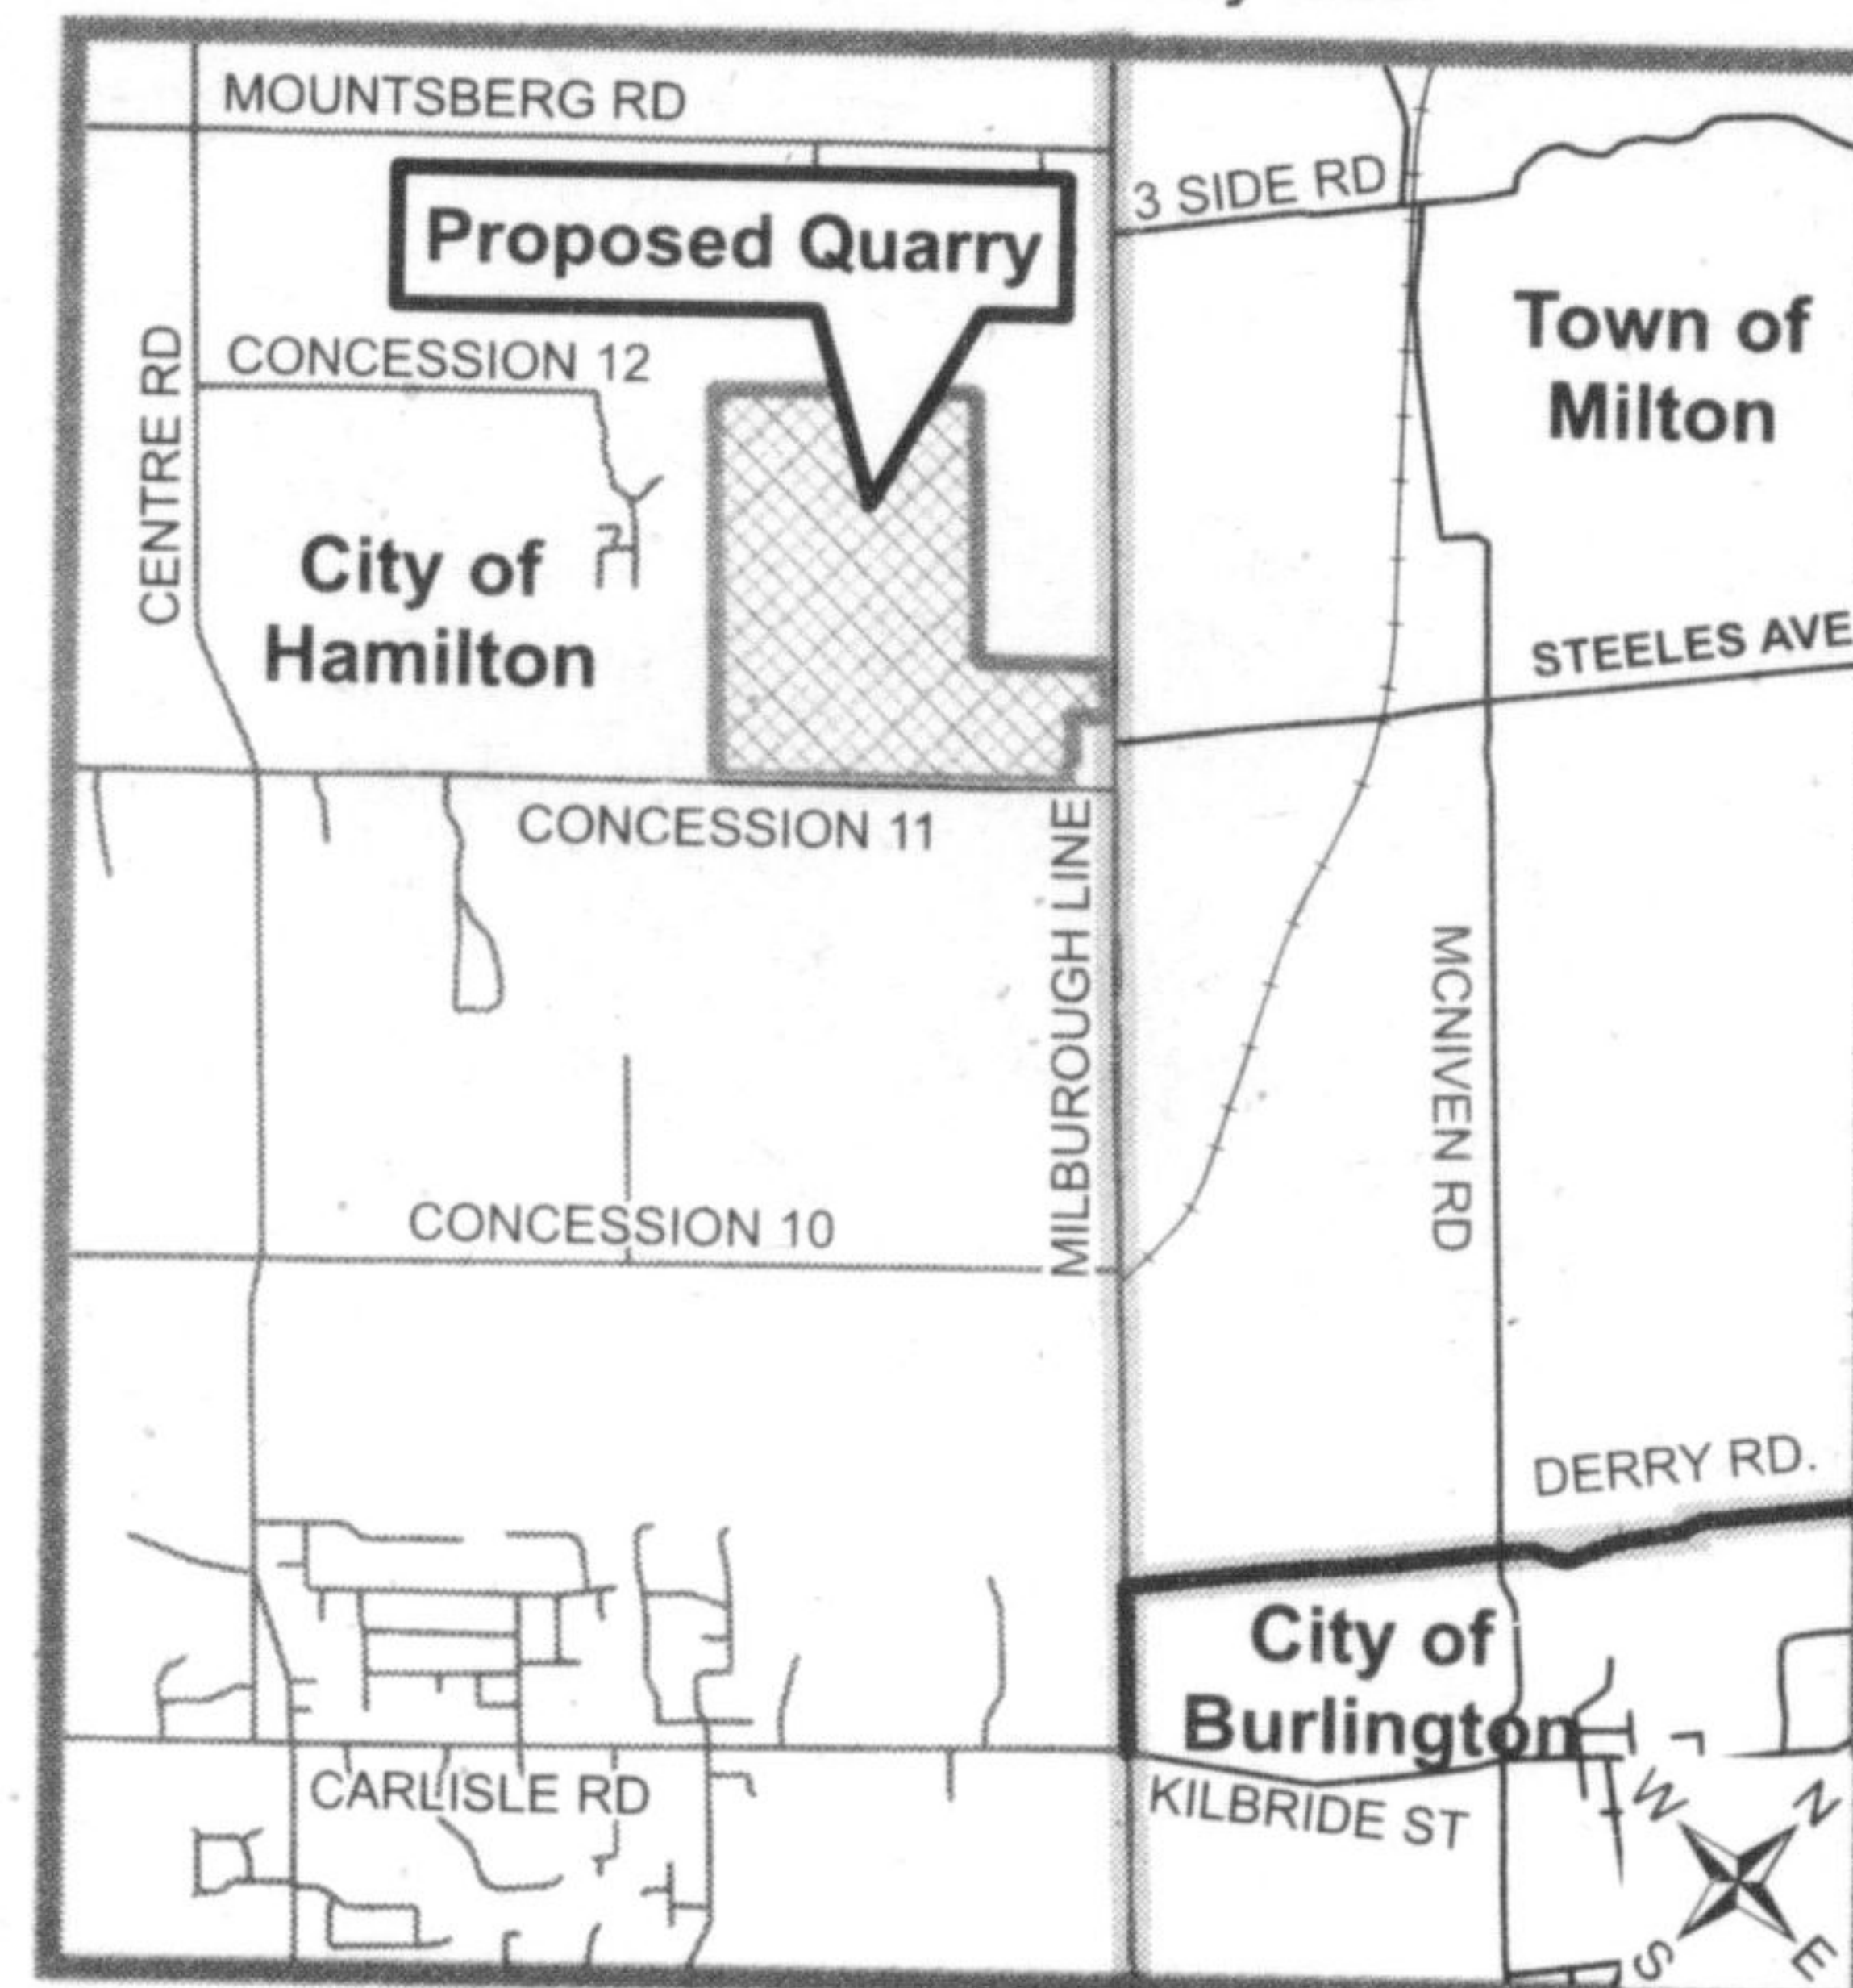 MOUNTSBERG RD
3 SIDE RD
Proposed Quarry
Town of
Milton
CONCESSION 12
CENTRE RD
City of
Hamilton
STEELES AVE
CONCESSION 11
MILBUROUGH LINE
MCNIVEN RD
CONCESSION 10
DERRY RD.
City of
Burlington
CARLISLE RD
KILBRIDE ST
W N
S E